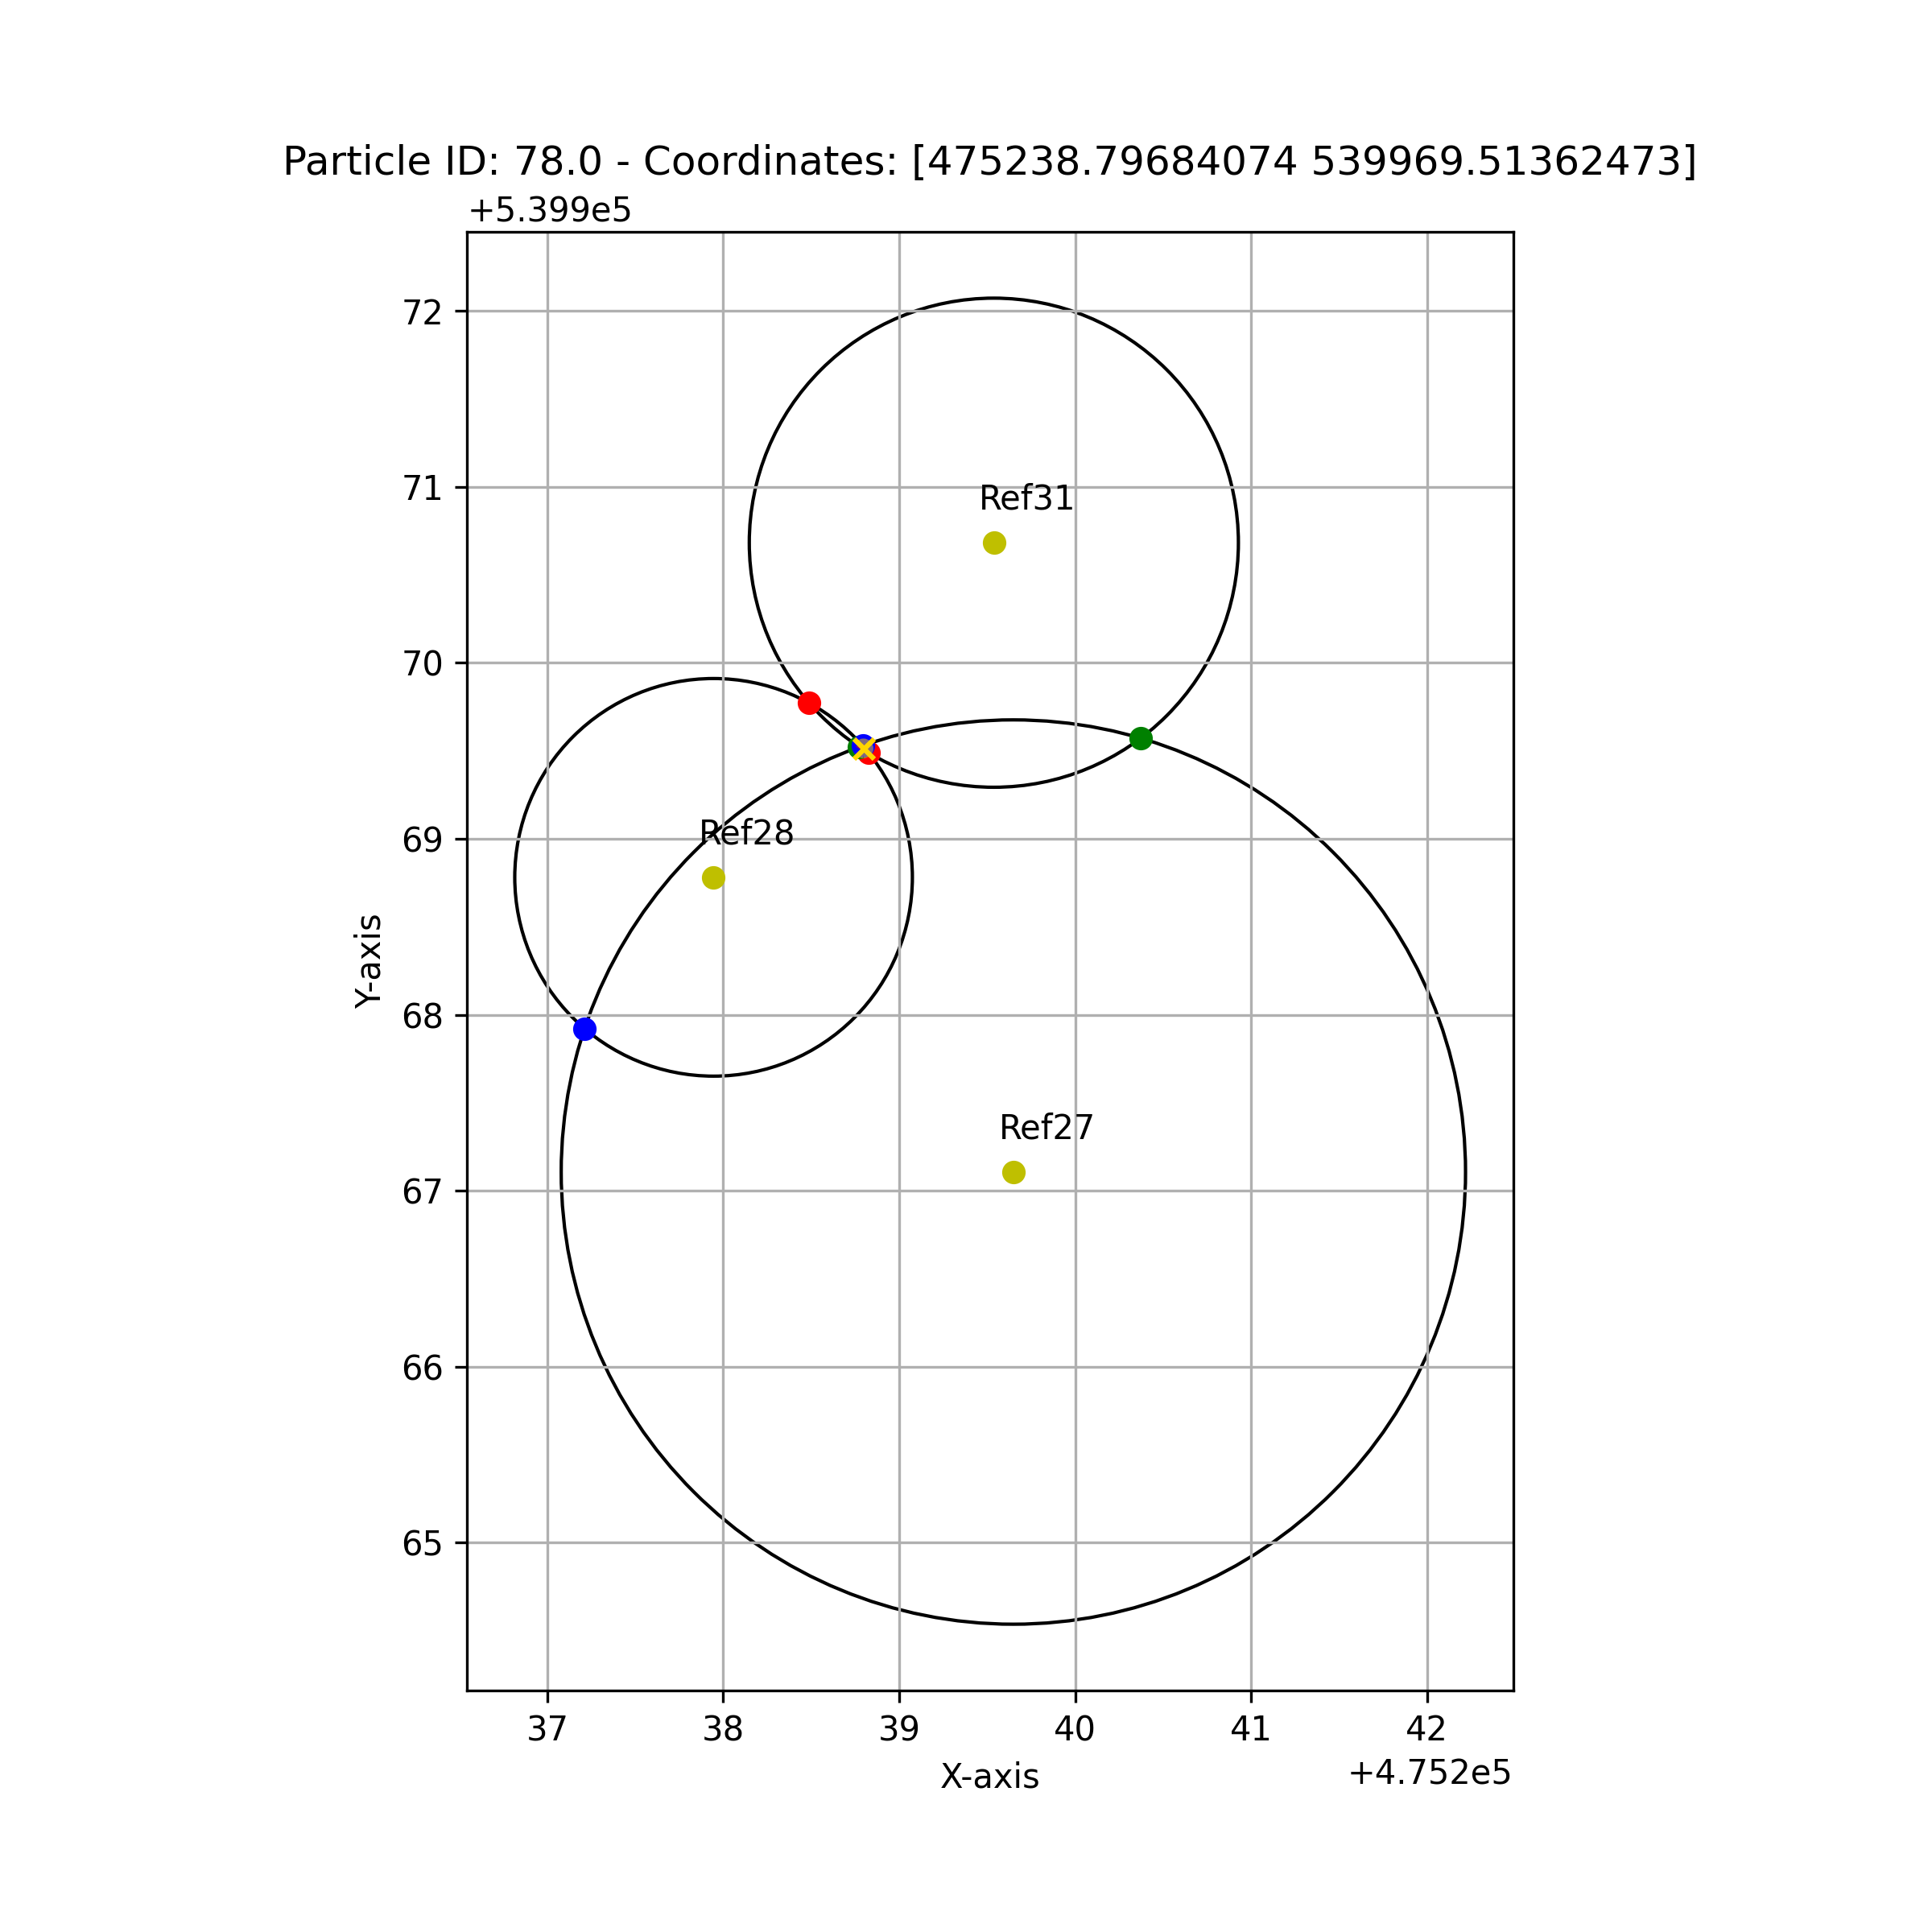 Particle ID: 78.0 - Coordinates: [475238.79684074 539969.51362473]
+5.399e5
72
71
70
69
68
67
66
65
Y-axis
Ref31
Ref28
Ref27
37 38 39 40 41 42
X-axis
+4.752e5